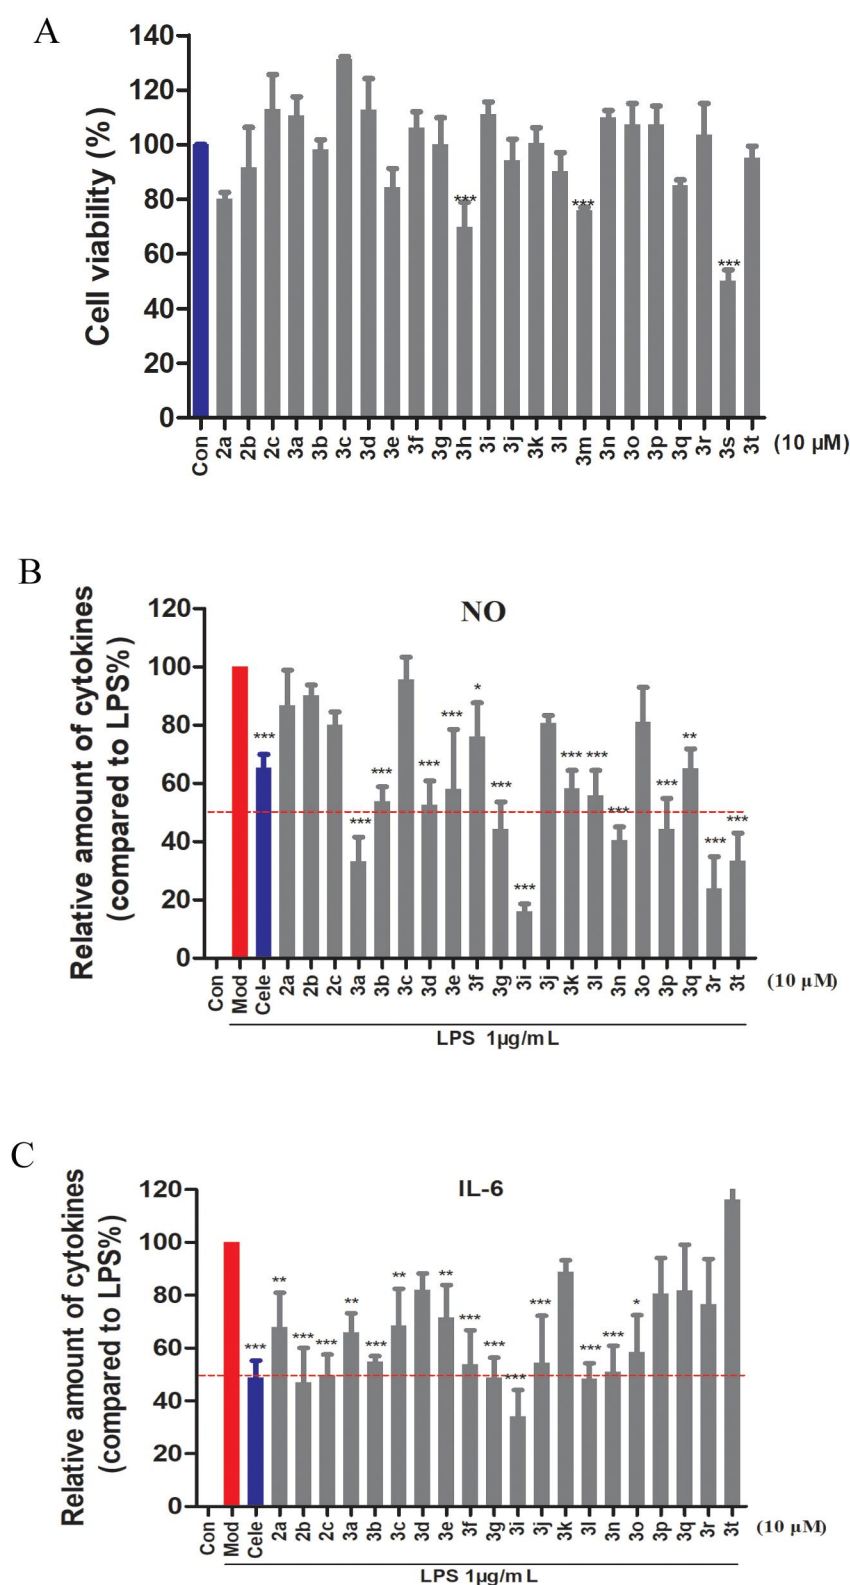 A
Cell viability (%)
140
120
100
80
60
40
20
0
*** *** ***
Con 2a 2b 2c 3a 3b 3c 3d 3e 3f 3g 3h 3i 3j 3k 3l 3m 3n 3o 3p 3q 3r 3s 3t (10 µM)
B
NO
Relative amount of cytokines
(compared to LPS%)
120
100
80
60
40
20
0
*** *** *** *** *** * *** *** *** *** *** *** ** *** ***
Con Mod Cele 2a 2b 2c 3a 3b 3c 3d 3e 3f 3g 3i 3j 3k 3l 3n 3o 3p 3q 3r 3t (10 µM)
LPS 1µg/mL
C
IL-6
Relative amount of cytokines
(compared to LPS%)
120
100
80
60
40
20
0
*** ** *** *** ** *** ** ** *** *** *** *** *** *** *
Con Mod Cele 2a 2b 2c 3a 3b 3c 3d 3e 3f 3g 3i 3j 3k 3l 3n 3o 3p 3q 3r 3t (10 µM)
LPS 1µg/mL